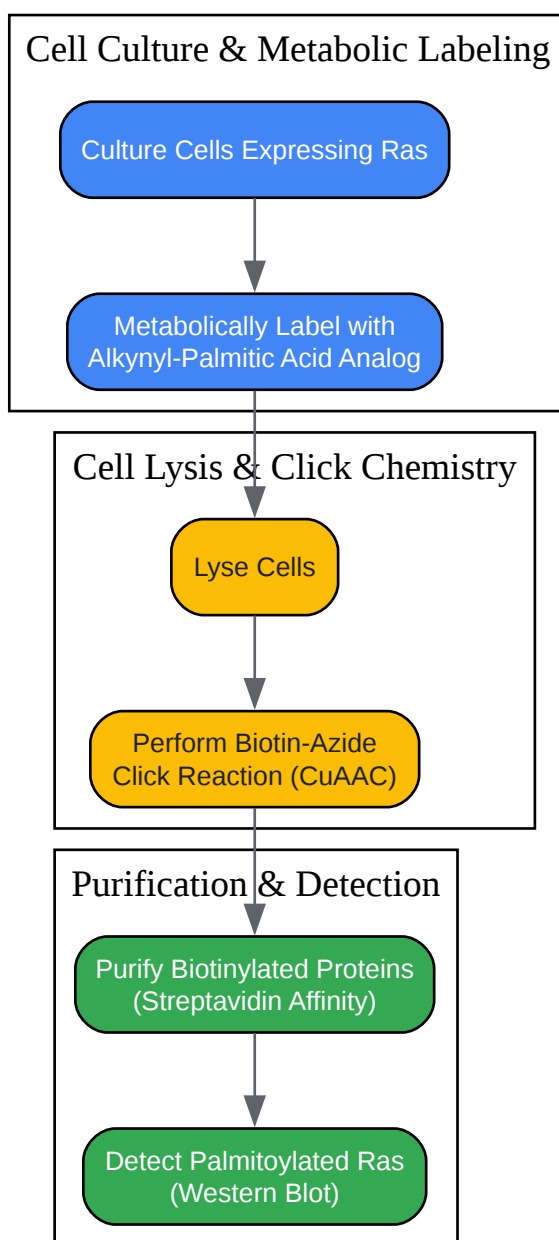 Cell Culture & Metabolic Labeling
Culture Cells Expressing Ras
Metabolically Label with
Alkynyl-Palmitic Acid Analog
Cell Lysis & Click Chemistry
Lyse Cells
Perform Biotin-Azide
Click Reaction (CuAAC)
Purification & Detection
Purify Biotinylated Proteins
(Streptavidin Affinity)
Detect Palmitoylated Ras
(Western Blot)